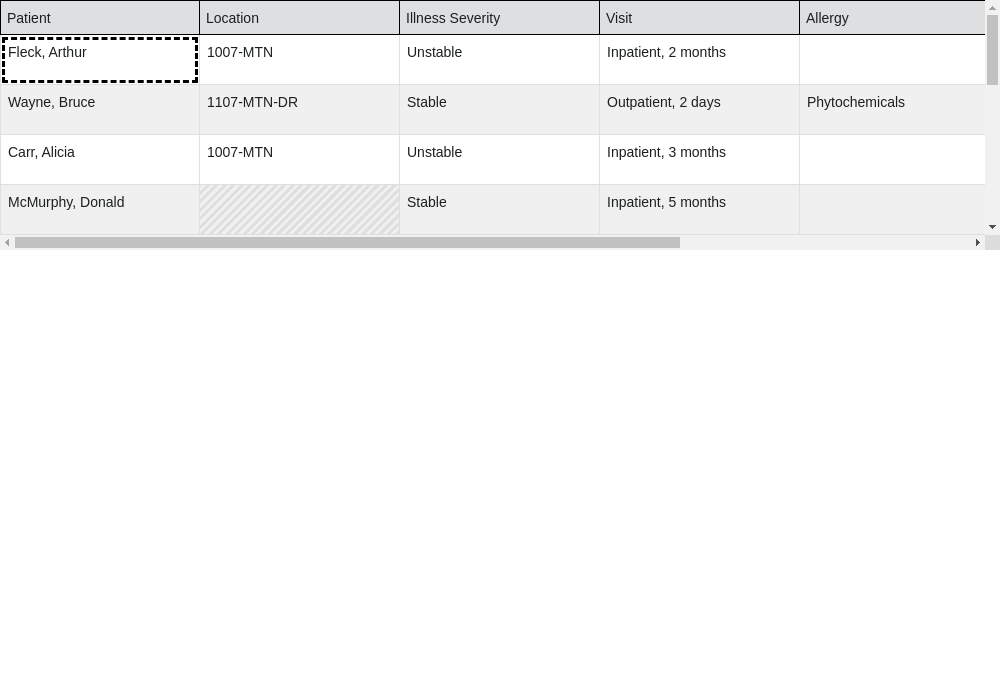 Patient Location Illness Severity Visit Allergy
Fleck, Arthur 1007-MTN Unstable Inpatient, 2 months
Wayne, Bruce 1107-MTN-DR Stable Outpatient, 2 days Phytochemicals
Carr, Alicia 1007-MTN Unstable Inpatient, 3 months
McMurphy, Donald Stable Inpatient, 5 months